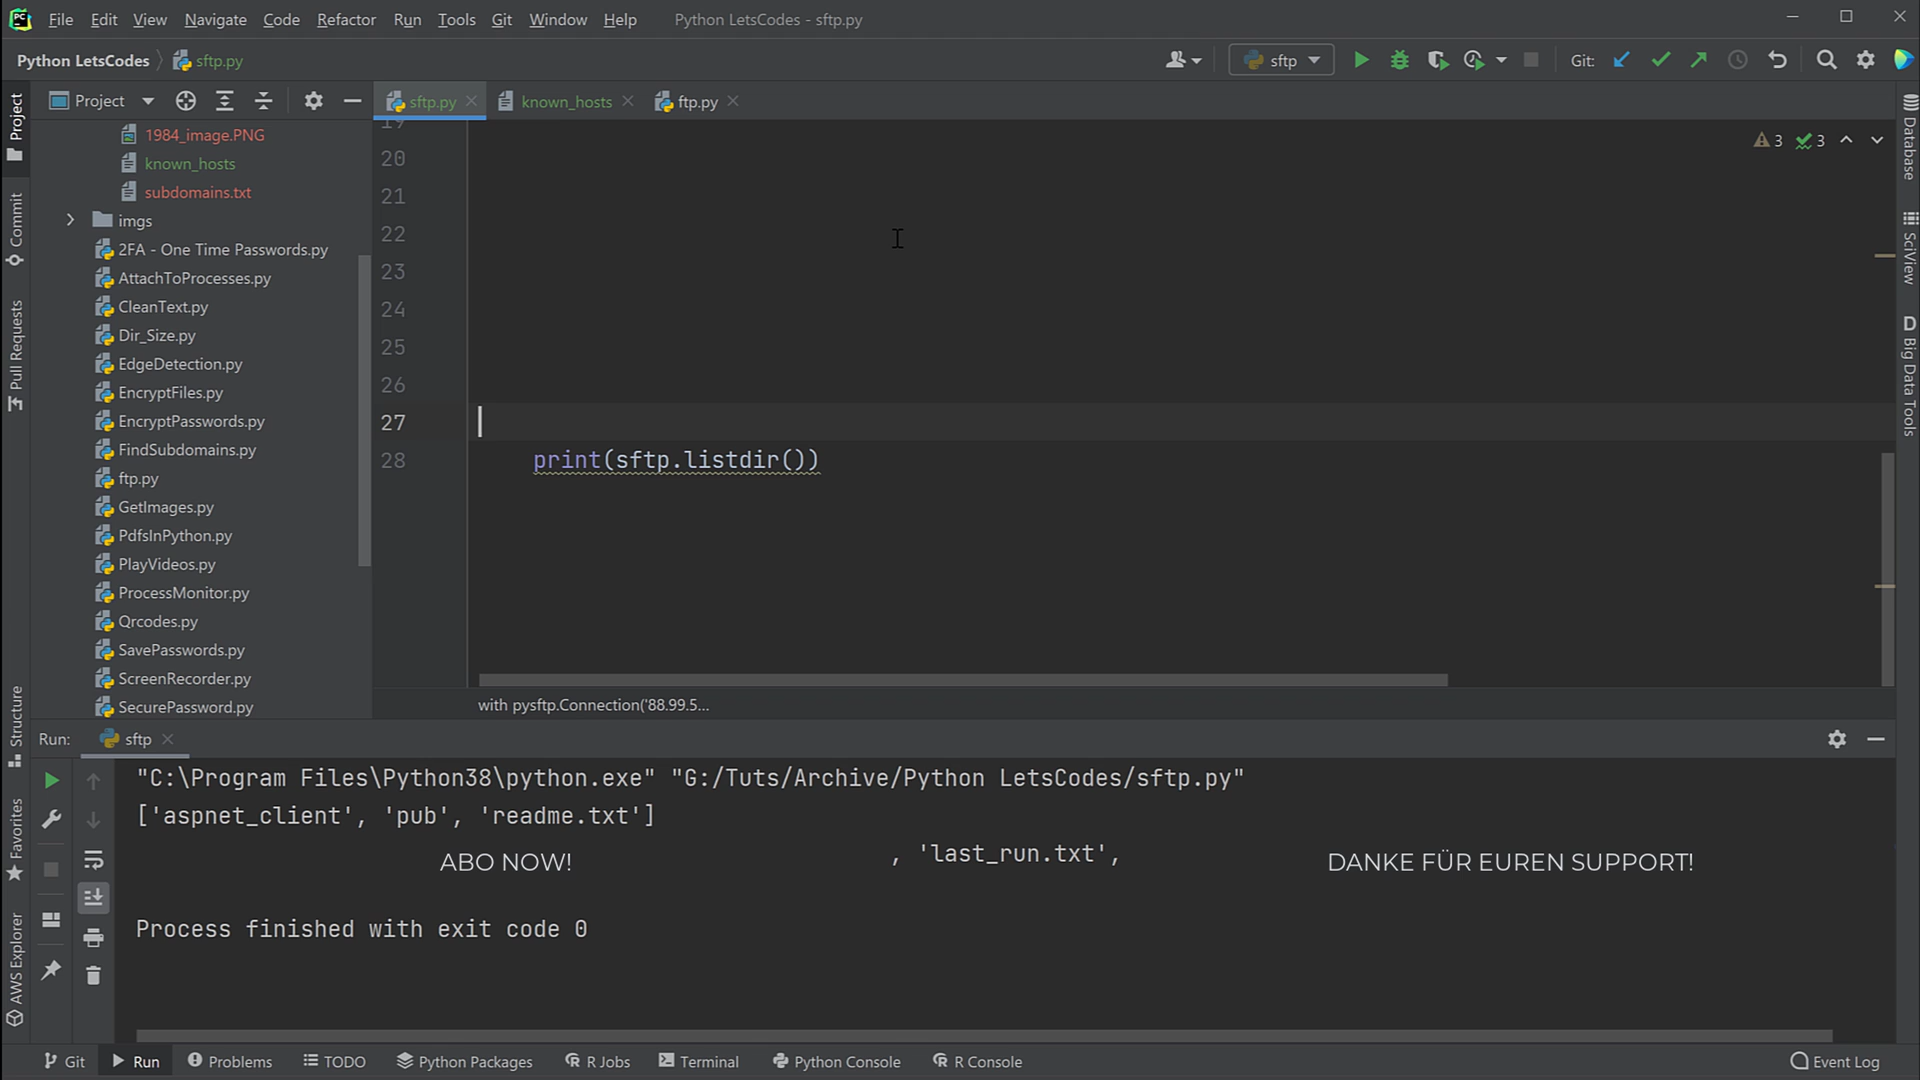 File Edit View Navigate Code Refactor Run Tools Git Window Help Python LetsCodes - sftp.py
Python LetsCodes sftp.py sftp Git:
Project sftp.py known_hosts ftp.py
Project
Commit
Pull Requests
Structure
Favorites
AWS Explorer
1984_image.PNG
known_hosts
subdomains.txt
imgs
2FA - One Time Passwords.py
AttachToProcesses.py
CleanText.py
Dir_Size.py
EdgeDetection.py
EncryptFiles.py
EncryptPasswords.py
FindSubdomains.py
ftp.py
GetImages.py
PdfsInPython.py
PlayVideos.py
ProcessMonitor.py
Qrcodes.py
SavePasswords.py
ScreenRecorder.py
SecurePassword.py
19
20
21
22
23
24
25
26
27
28 print(sftp.listdir())
3 3
Database
SciView
D Big Data Tools
with pysftp.Connection('88.99.5...
Run: sftp
"C:\Program Files\Python38\python.exe" "G:/Tuts/Archive/Python LetsCodes/sftp.py"
['aspnet_client', 'pub', 'readme.txt']
ABO NOW! , 'last_run.txt', DANKE FÜR EUREN SUPPORT!
Process finished with exit code 0
Git Run Problems TODO Python Packages R Jobs Terminal Python Console R Console Event Log